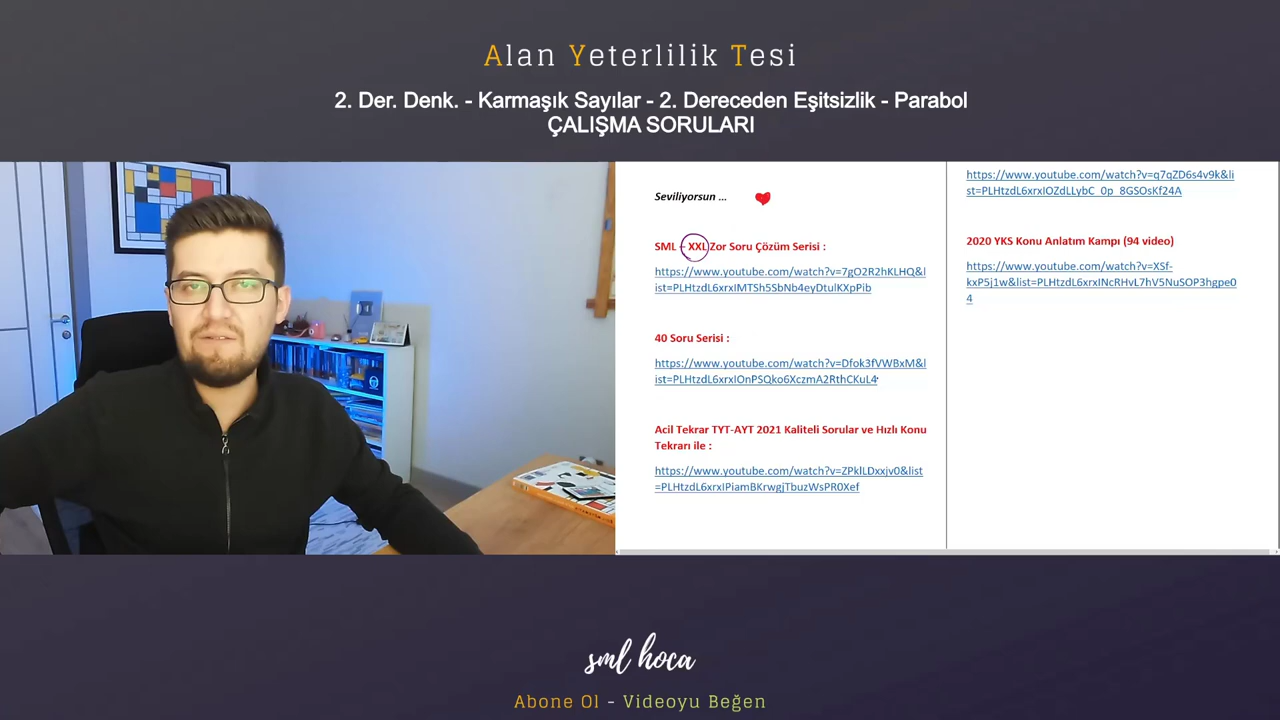 Alan Yeterlilik Tesi
2. Der. Denk. - Karmaşık Sayılar - 2. Dereceden Eşitsizlik - Parabol
ÇALIŞMA SORULARI
Seviliyorsun ...
SML – XXL Zor Soru Çözüm Serisi :
https://www.youtube.com/watch?v=7gO2R2hKLHQ&l
ist=PLHtzdL6xrxIMTSh5SbNb4eyDtulKXpPib
40 Soru Serisi :
https://www.youtube.com/watch?v=Dfok3fVWBxM&l
ist=PLHtzdL6xrxIOnPSQko6XczmA2RthCKuL4
Acil Tekrar TYT-AYT 2021 Kaliteli Sorular ve Hızlı Konu
Tekrarı ile :
https://www.youtube.com/watch?v=ZPklLDxxjv0&list
=PLHtzdL6xrxIPiamBKrwgjTbuzWsPR0Xef
https://www.youtube.com/watch?v=q7qZD6s4v9k&li
st=PLHtzdL6xrxIOZdLLybC_0p_8GSOsKf24A
2020 YKS Konu Anlatım Kampı (94 video)
https://www.youtube.com/watch?v=XSf-
kxP5j1w&list=PLHtzdL6xrxINcRHvL7hV5NuSOP3hgpe0
4
sml hoca
Abone Ol - Videoyu Beğen